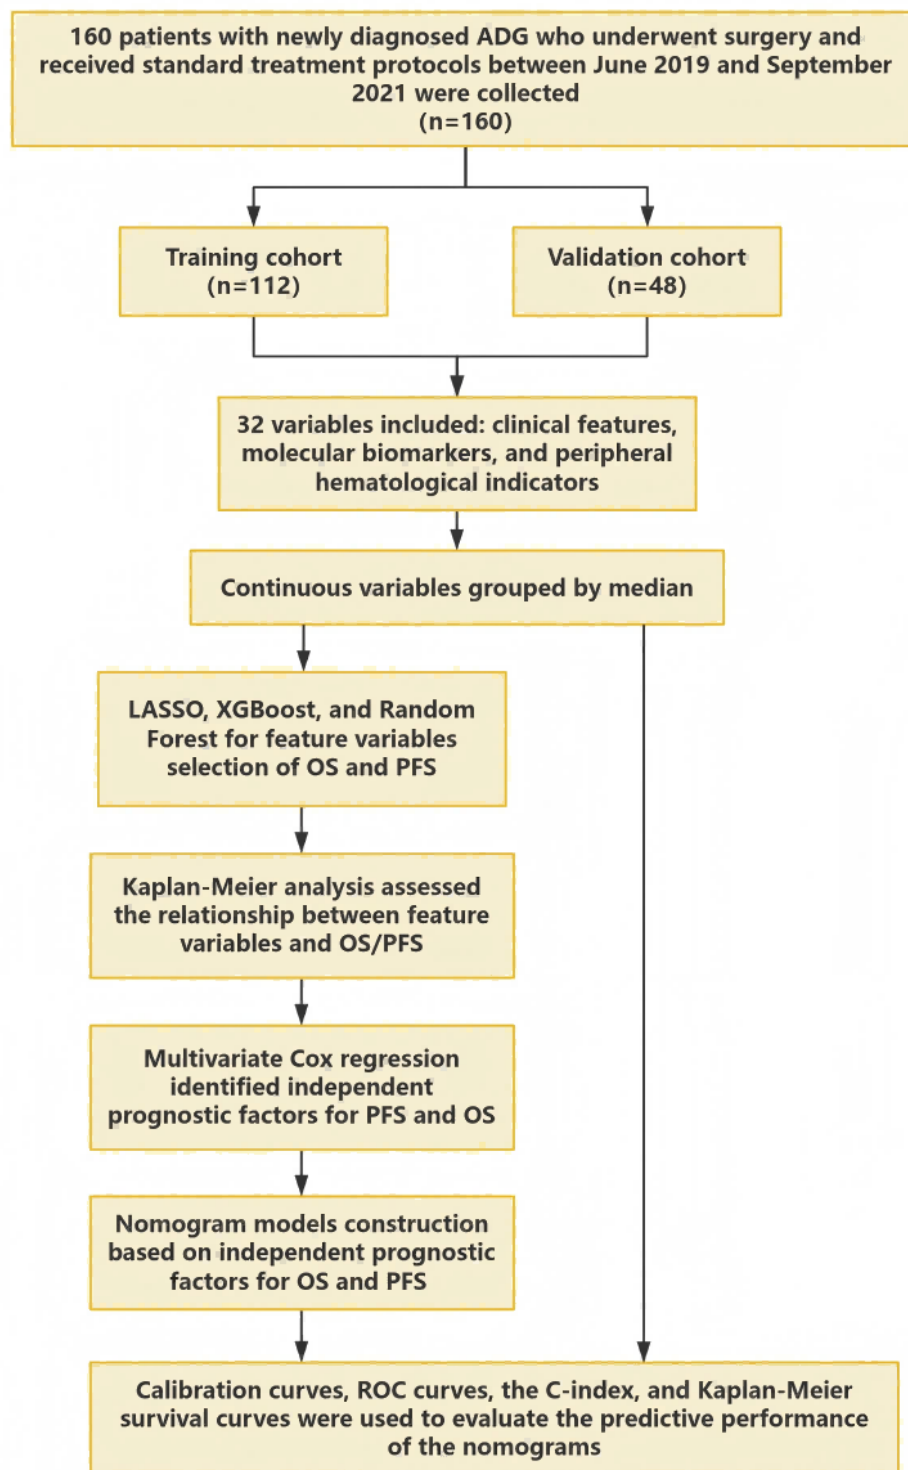 160 patients with newly diagnosed ADG who underwent surgery and
received standard treatment protocols between June 2019 and September
2021 were collected
(n=160)
Training cohort
(n=112)
Validation cohort
(n=48)
32 variables included: clinical features,
molecular biomarkers, and peripheral
hematological indicators
Continuous variables grouped by median
LASSO, XGBoost, and Random
Forest for feature variables
selection of OS and PFS
Kaplan-Meier analysis assessed
the relationship between feature
variables and OS/PFS
Multivariate Cox regression
identified independent
prognostic factors for PFS and OS
Nomogram models construction
based on independent prognostic
factors for OS and PFS
Calibration curves, ROC curves, the C-index, and Kaplan-Meier
survival curves were used to evaluate the predictive performance
of the nomograms